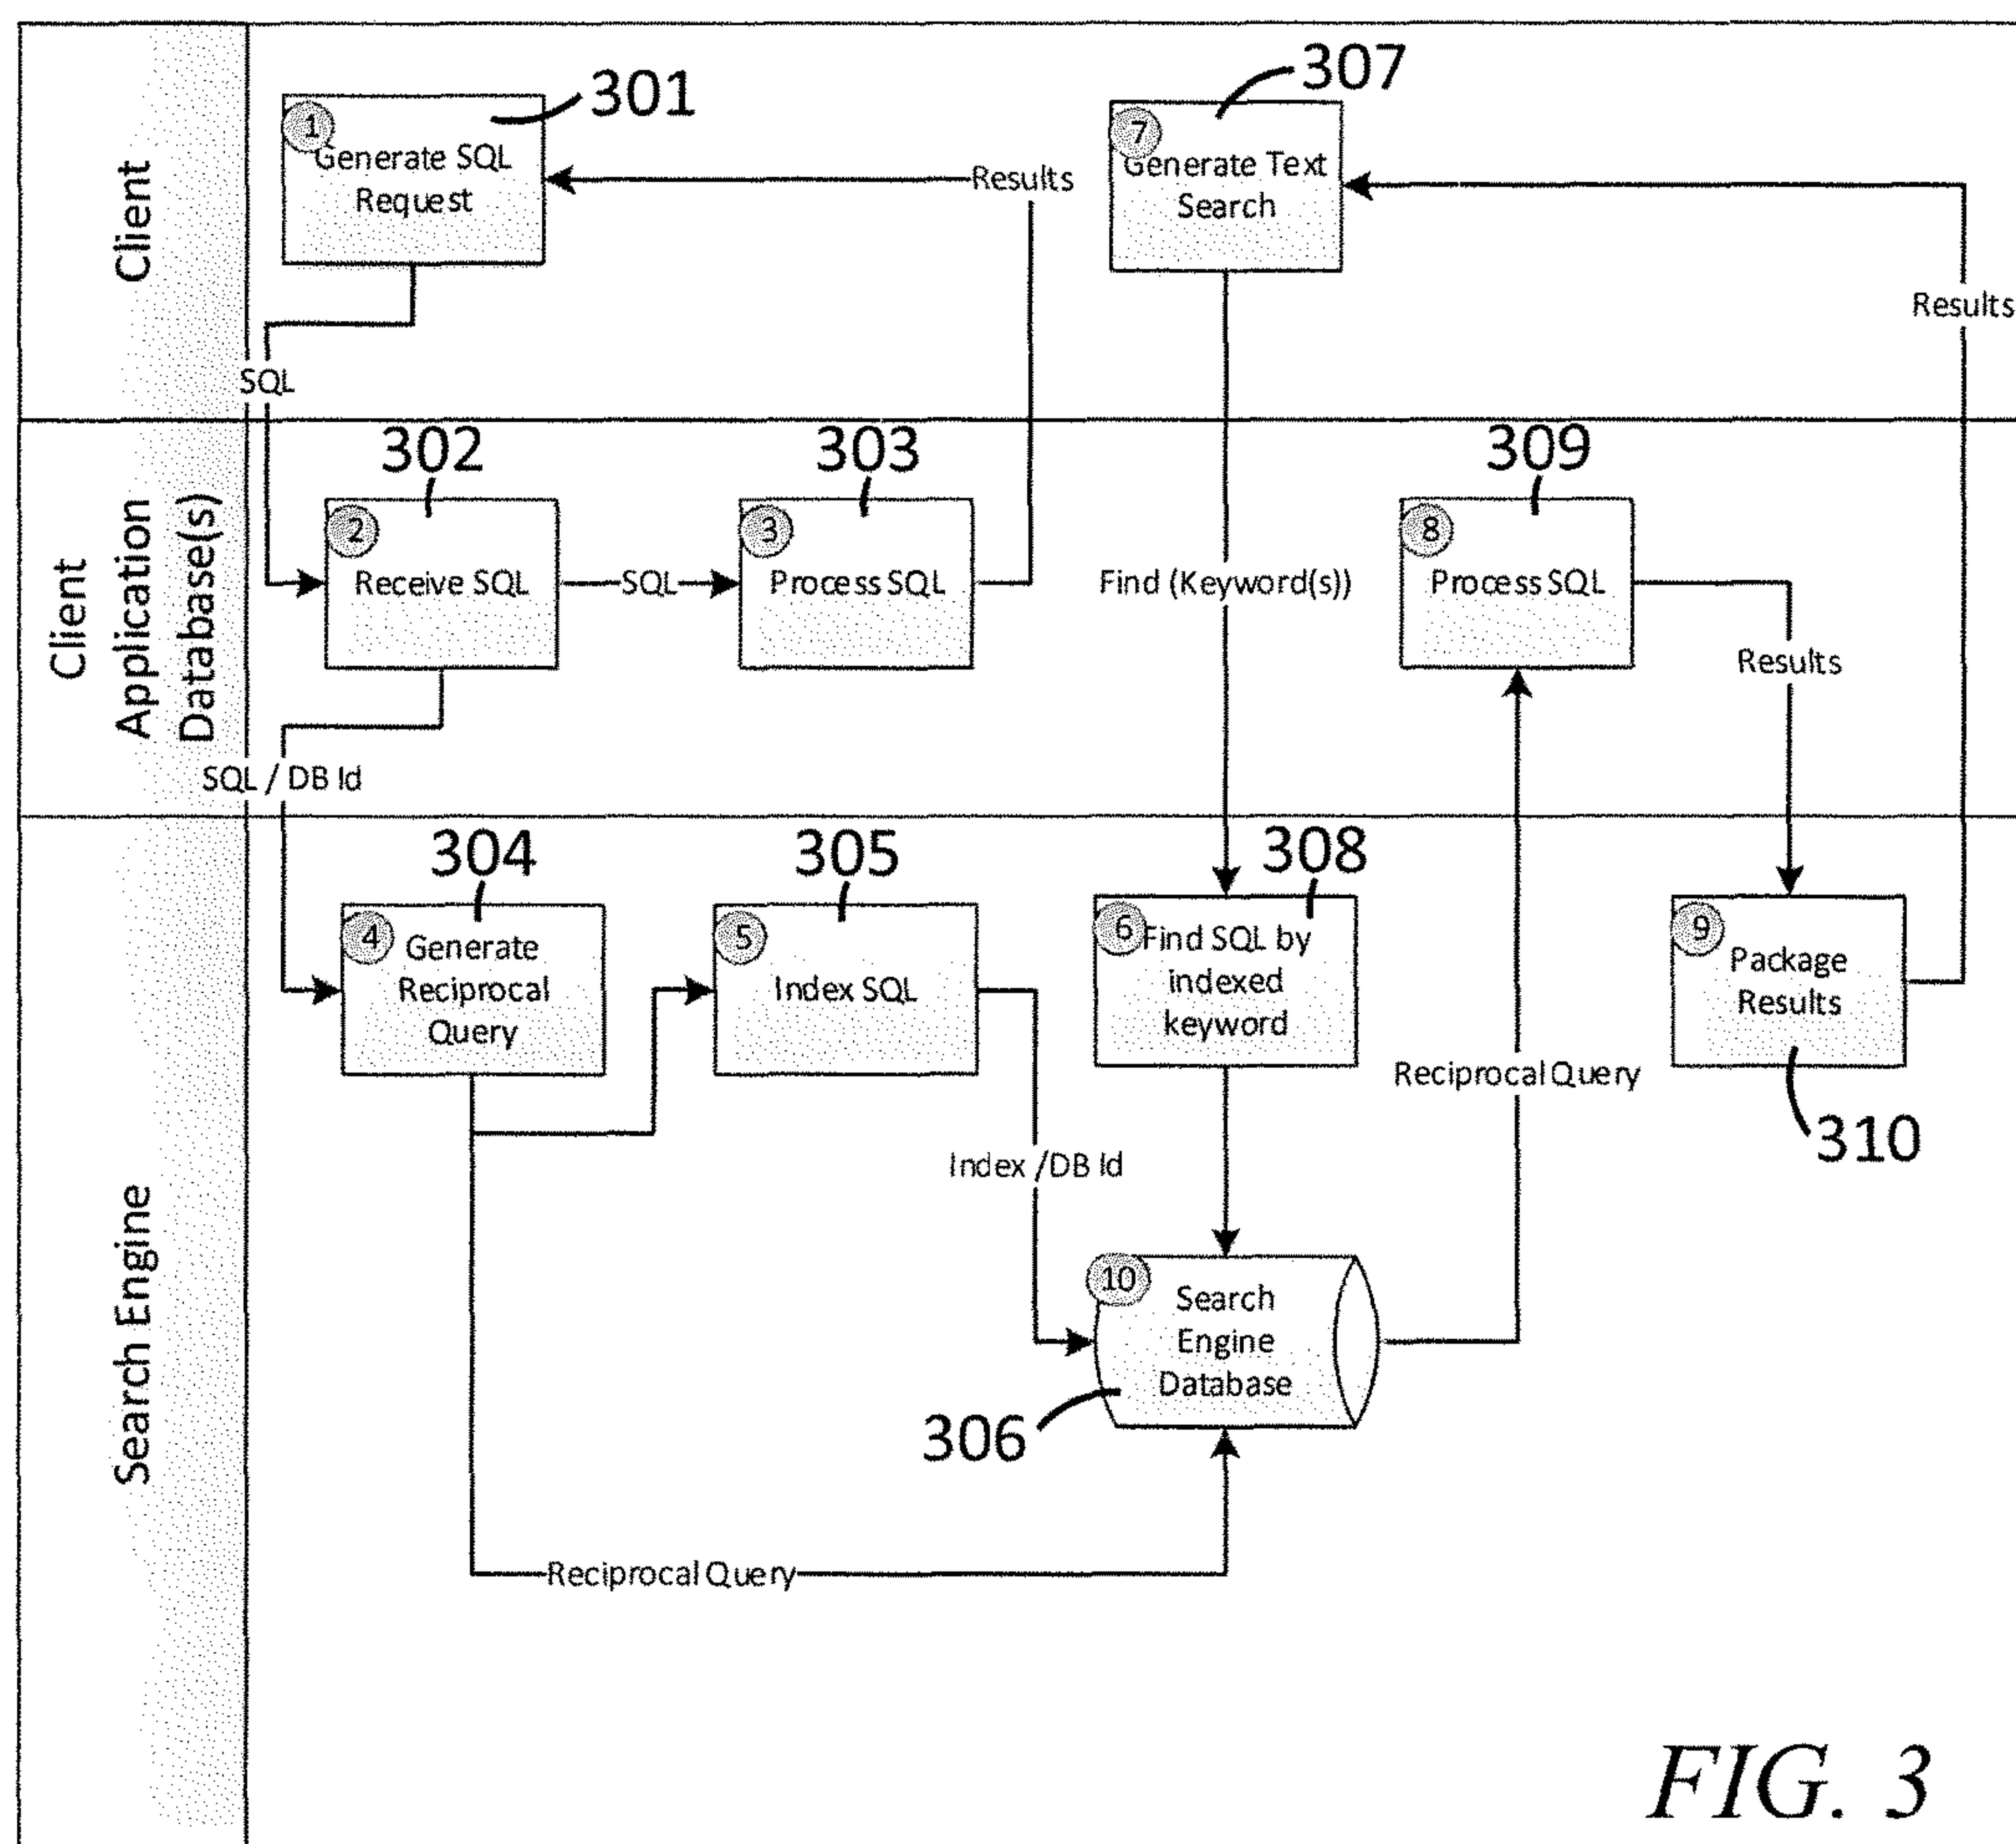 Client
301
1
Generate SQL
Request
Results
307
7
Generate Text
Search
Results
SQL
Client
Application
Database(s)
302
2
Receive SQL
SQL
303
3
Process SQL
Find (Keyword(s))
309
8
Process SQL
Results
SQL / DB Id
Search Engine
304
4
Generate
Reciprocal
Query
305
5
Index SQL
308
6
Find SQL by
indexed
keyword
Reciprocal Query
9
Package
Results
310
Index /DB Id
10
Search
Engine
Database
306
Reciprocal Query
FIG. 3